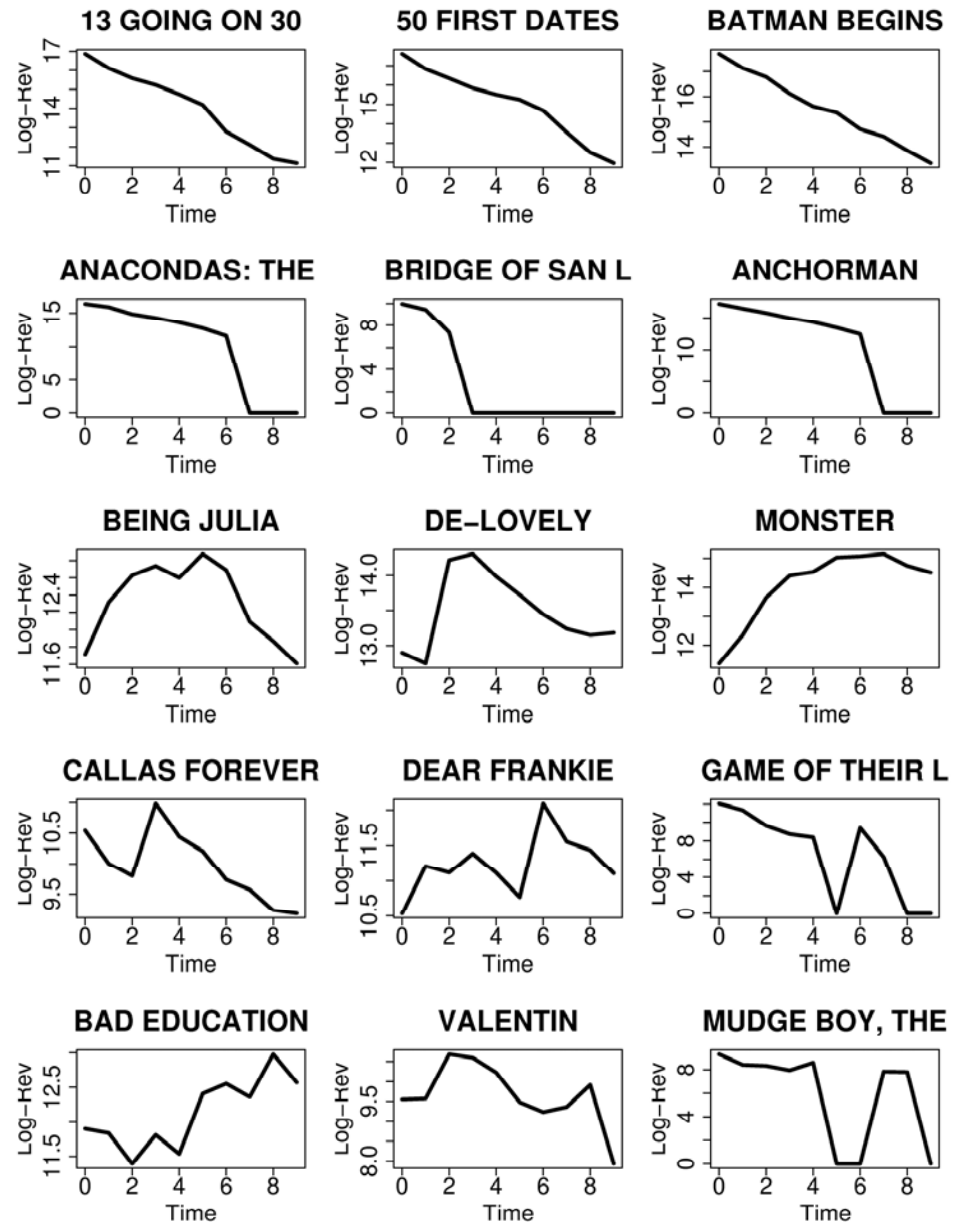 13 GOING ON 30 50 FIRST DATES BATMAN BEGINS
Log−Rev 11 14 17 Log−Rev 12 15 Log−Rev 14 16
0 2 4 6 8 0 2 4 6 8 0 2 4 6 8
Time Time Time
ANACONDAS: THE BRIDGE OF SAN L ANCHORMAN
Log−Rev 0 5 15 Log−Rev 0 4 8 Log−Rev 0 10
0 2 4 6 8 0 2 4 6 8 0 2 4 6 8
Time Time Time
BEING JULIA DE−LOVELY MONSTER
Log−Rev 11.6 12.4 Log−Rev 13.0 14.0 Log−Rev 12 14
0 2 4 6 8 0 2 4 6 8 0 2 4 6 8
Time Time Time
CALLAS FOREVER DEAR FRANKIE GAME OF THEIR L
Log−Rev 9.5 10.5 Log−Rev 10.5 11.5 Log−Rev 0 4 8
0 2 4 6 8 0 2 4 6 8 0 2 4 6 8
Time Time Time
BAD EDUCATION VALENTIN MUDGE BOY, THE
Log−Rev 11.5 12.5 Log−Rev 8.0 9.5 Log−Rev 0 4 8
0 2 4 6 8 0 2 4 6 8 0 2 4 6 8
Time Time Time